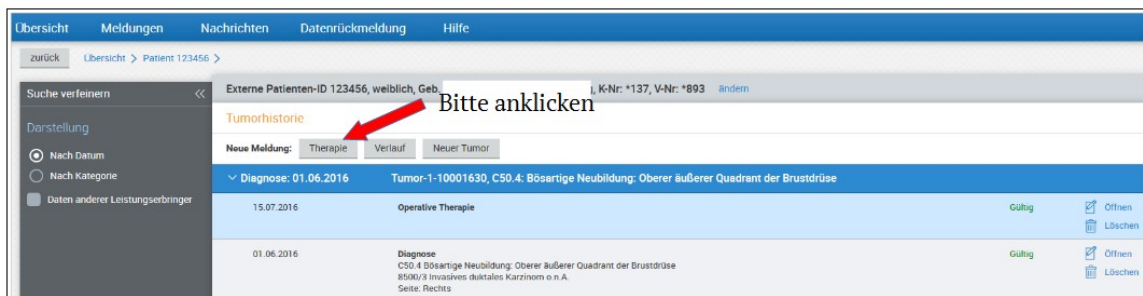 Übersicht Meldungen Nachrichten Datenrückmeldung Hilfe
zurück Übersicht > Patient 123456 >
Suche verfeinern «
Darstellung
Nach Datum
Nach Kategorie
Daten anderer Leistungserbringer
Externe Patienten-ID 123456, weiblich, Geb. , K-Nr: *137, V-Nr: *893 ändern
Bitte anklicken
Tumorhistorie
Neue Meldung: Therapie Verlauf Neuer Tumor
Diagnose: 01.06.2016 Tumor-1-10001630, C50.4: Bösartige Neubildung: Oberer äußerer Quadrant der Brustdrüse
15.07.2016 Operative Therapie Gültig Öffnen
Löschen
01.06.2016 Diagnose Gültig Öffnen
C50.4 Bösartige Neubildung: Oberer äußerer Quadrant der Brustdrüse
8500/3 Invasives duktales Karzinom o.n.A.
Löschen
Seite: Rechts